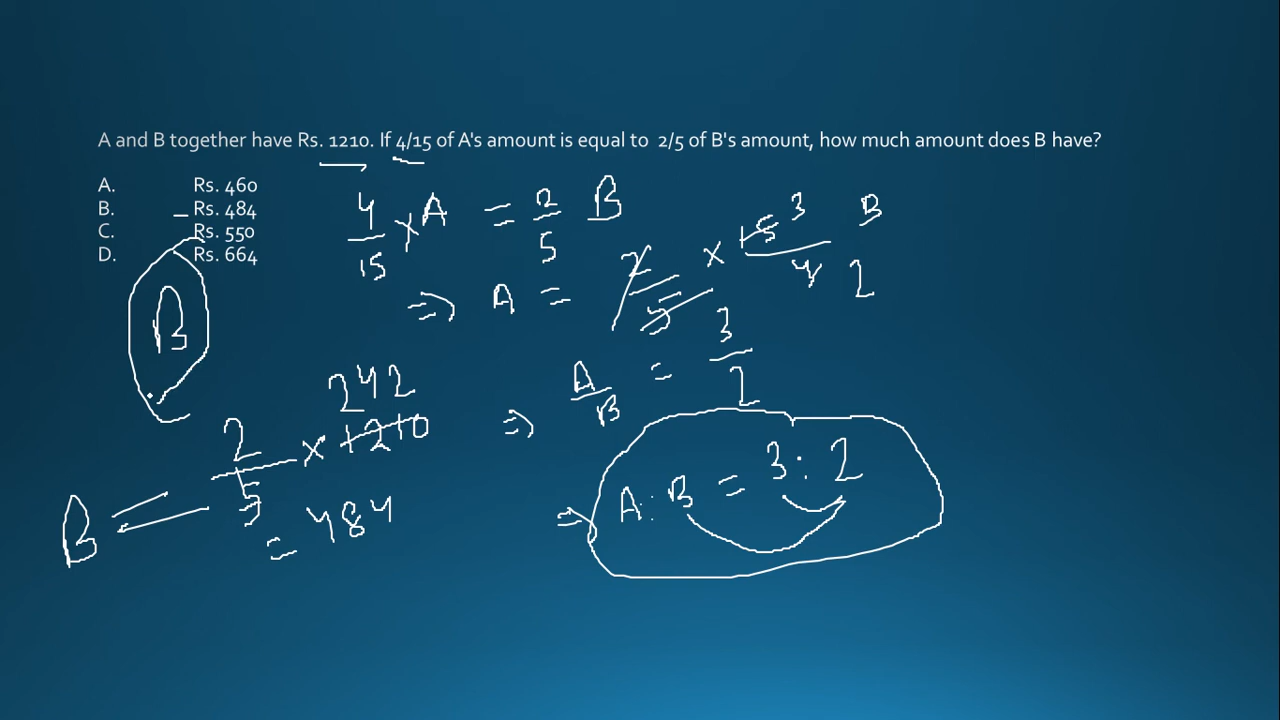 A and B together have Rs. 1210. If 4/15 of A's amount is equal to 2/5 of B's amount, how much amount does B have?
A. Rs. 460
B. Rs. 484
C. Rs. 550
D. Rs. 664
4/15 × A = 2/5 B
⇒ A = 2/5 × 15/4 B
3
2
B
⇒ A/B = 3/2
242
B = 2/5 × 1210
= 484
⇒ A : B = 3 : 2